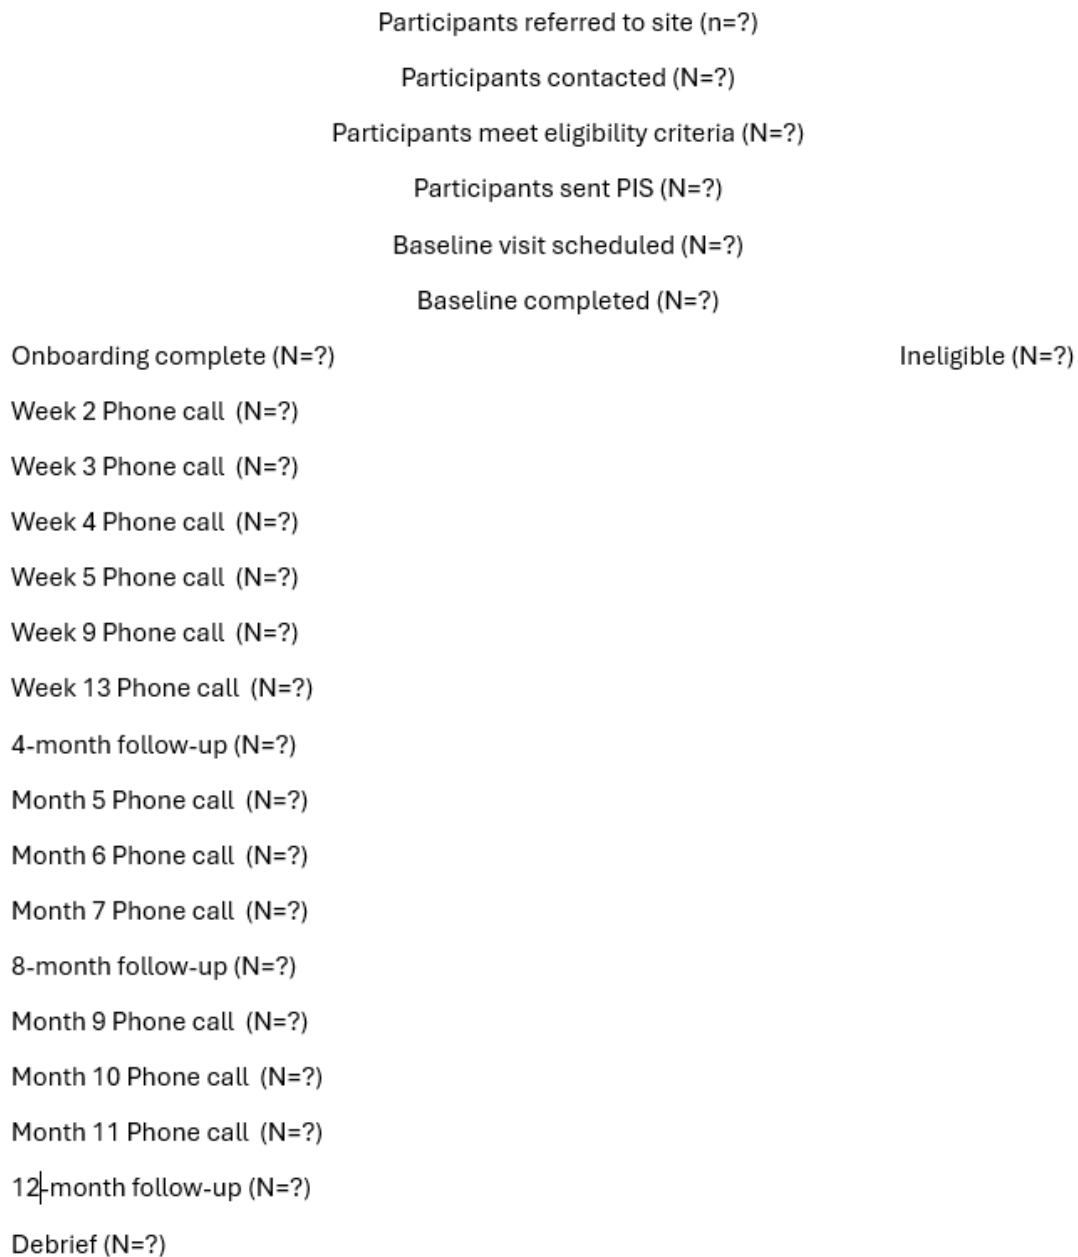 Participants referred to site (n=?)
Participants contacted (N=?)
Participants meet eligibility criteria (N=?)
Participants sent PIS (N=?)
Baseline visit scheduled (N=?)
Baseline completed (N=?)
Onboarding complete (N=?) Ineligible (N=?)
Week 2 Phone call (N=?)
Week 3 Phone call (N=?)
Week 4 Phone call (N=?)
Week 5 Phone call (N=?)
Week 9 Phone call (N=?)
Week 13 Phone call (N=?)
4-month follow-up (N=?)
Month 5 Phone call (N=?)
Month 6 Phone call (N=?)
Month 7 Phone call (N=?)
8-month follow-up (N=?)
Month 9 Phone call (N=?)
Month 10 Phone call (N=?)
Month 11 Phone call (N=?)
12-month follow-up (N=?)
Debrief (N=?)